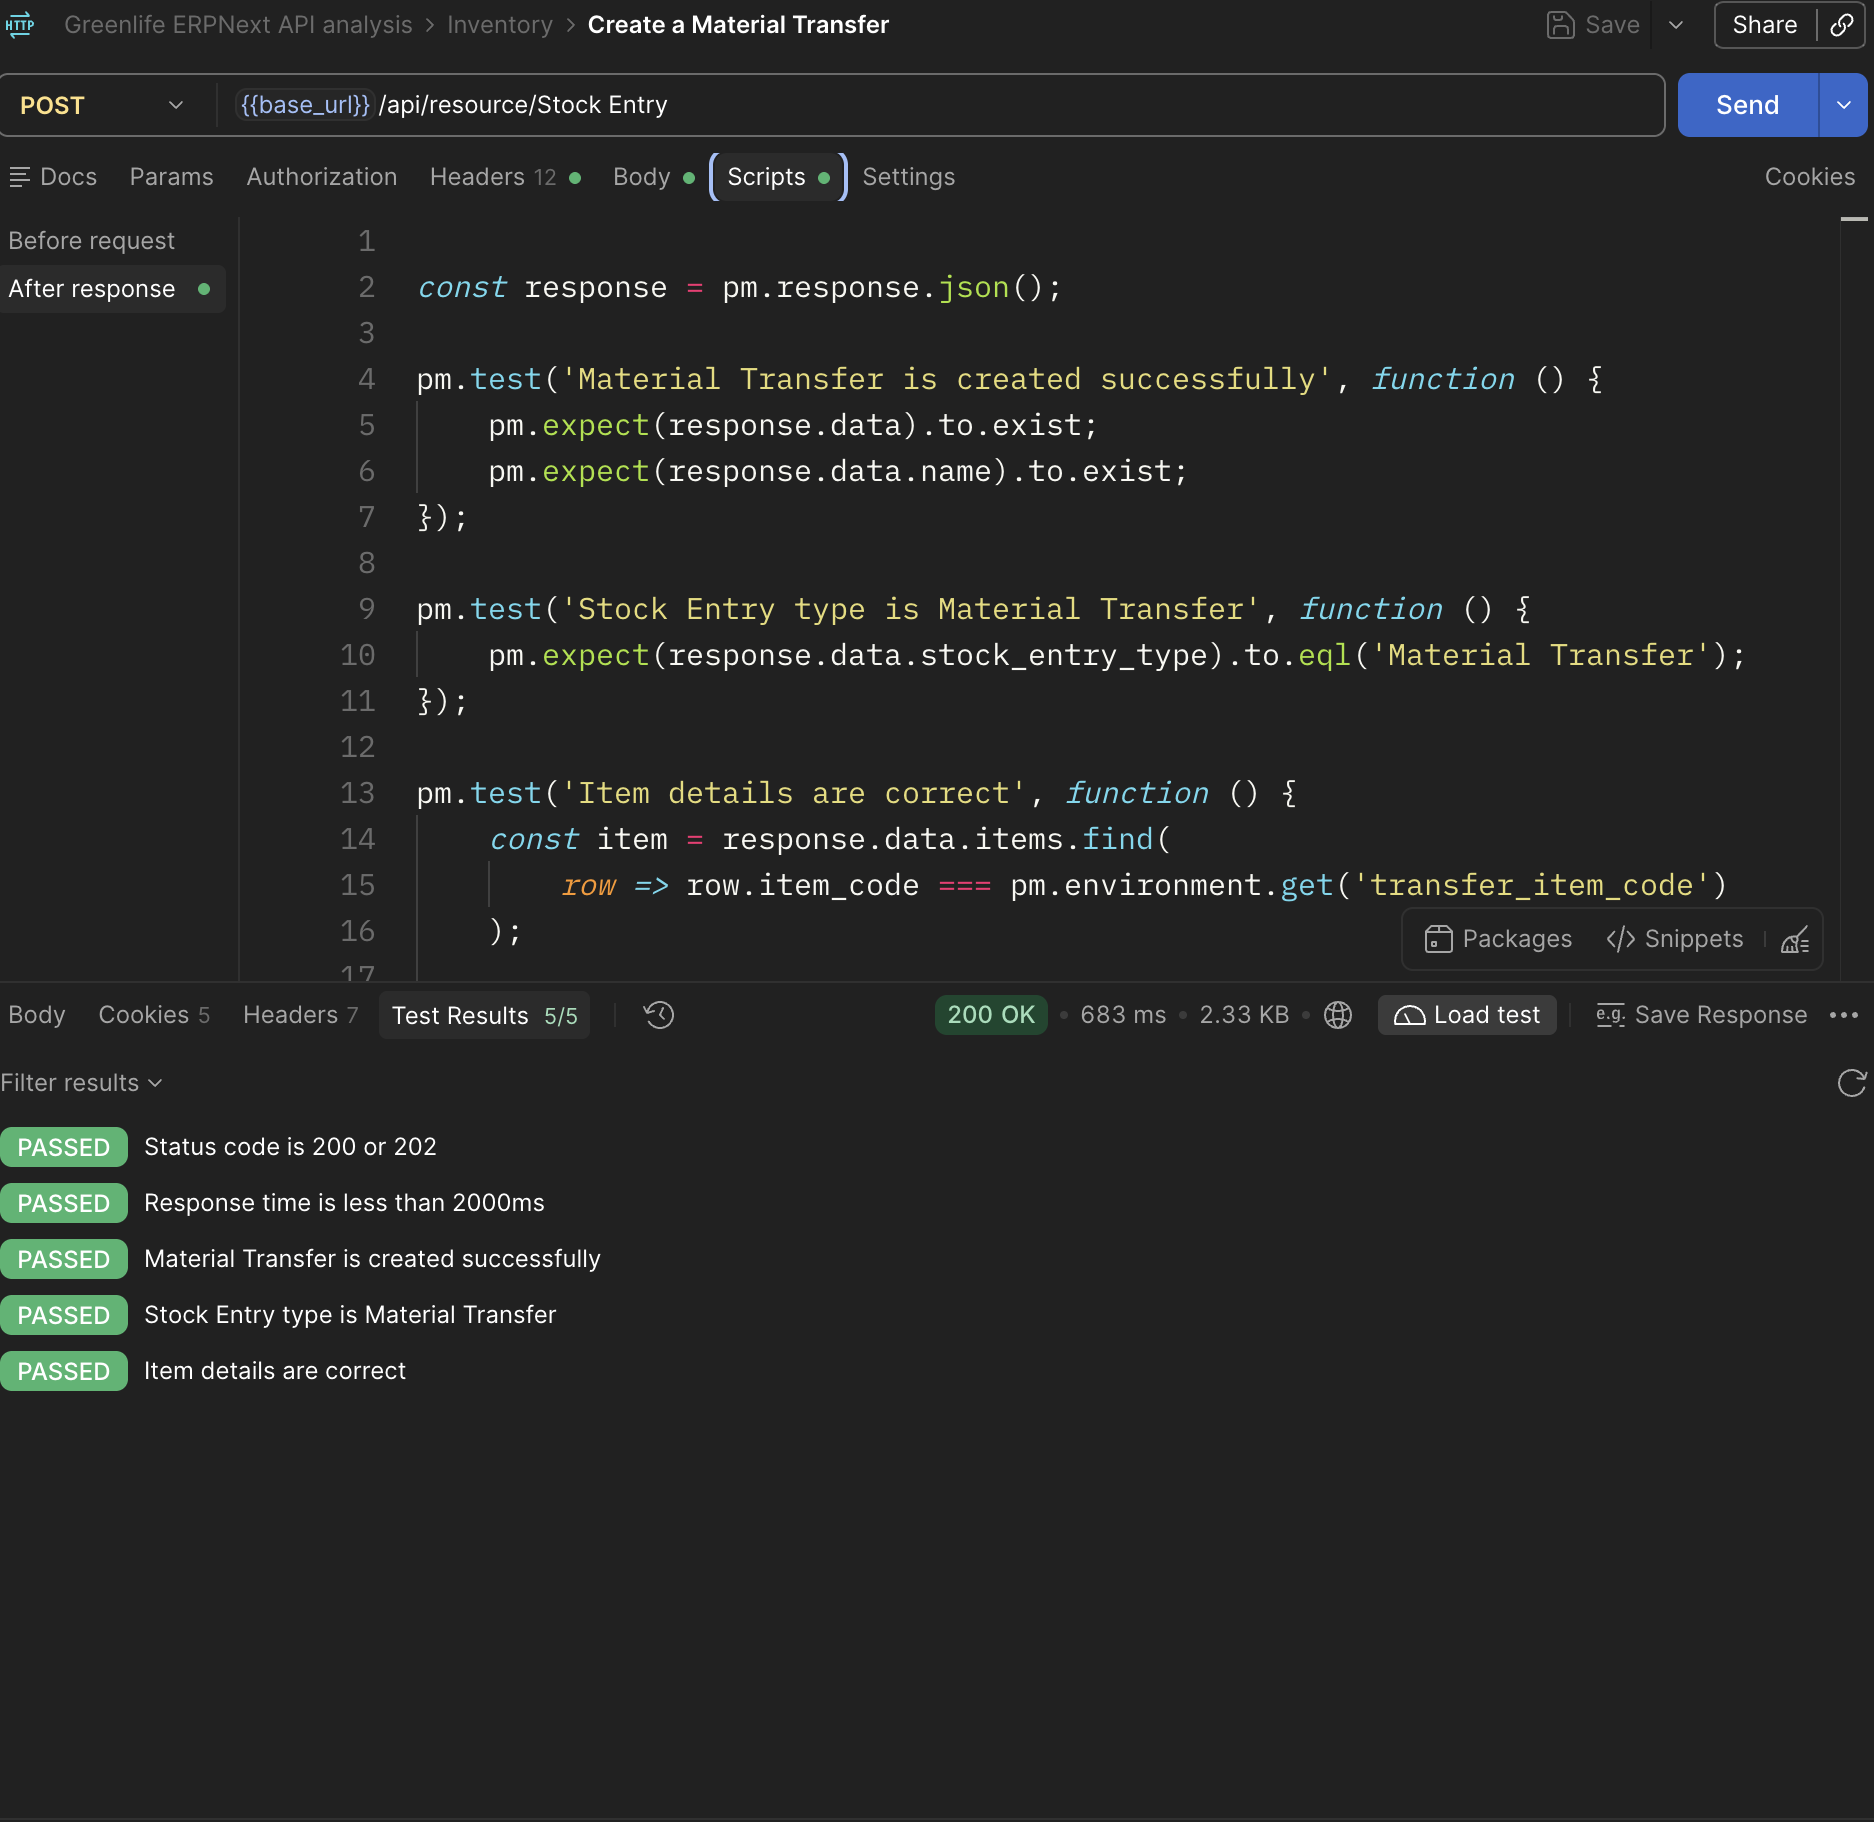 HTTP Greenlife ERPNext API analysis > Inventory > Create a Material Transfer Save Share
POST {{base_url}} /api/resource/Stock Entry Send
Docs Params Authorization Headers 12 Body Scripts Settings Cookies
Before request
After response
1
2 const response = pm.response.json();
3
4 pm.test('Material Transfer is created successfully', function () {
5 pm.expect(response.data).to.exist;
6 pm.expect(response.data.name).to.exist;
7 });
8
9 pm.test('Stock Entry type is Material Transfer', function () {
10 pm.expect(response.data.stock_entry_type).to.eql('Material Transfer');
11 });
12
13 pm.test('Item details are correct', function () {
14 const item = response.data.items.find(
15 row => row.item_code === pm.environment.get('transfer_item_code')
16 );
17
Packages </> Snippets
Body Cookies 5 Headers 7 Test Results 5/5 200 OK • 683 ms • 2.33 KB • Load test e.g. Save Response
Filter results
PASSED Status code is 200 or 202
PASSED Response time is less than 2000ms
PASSED Material Transfer is created successfully
PASSED Stock Entry type is Material Transfer
PASSED Item details are correct